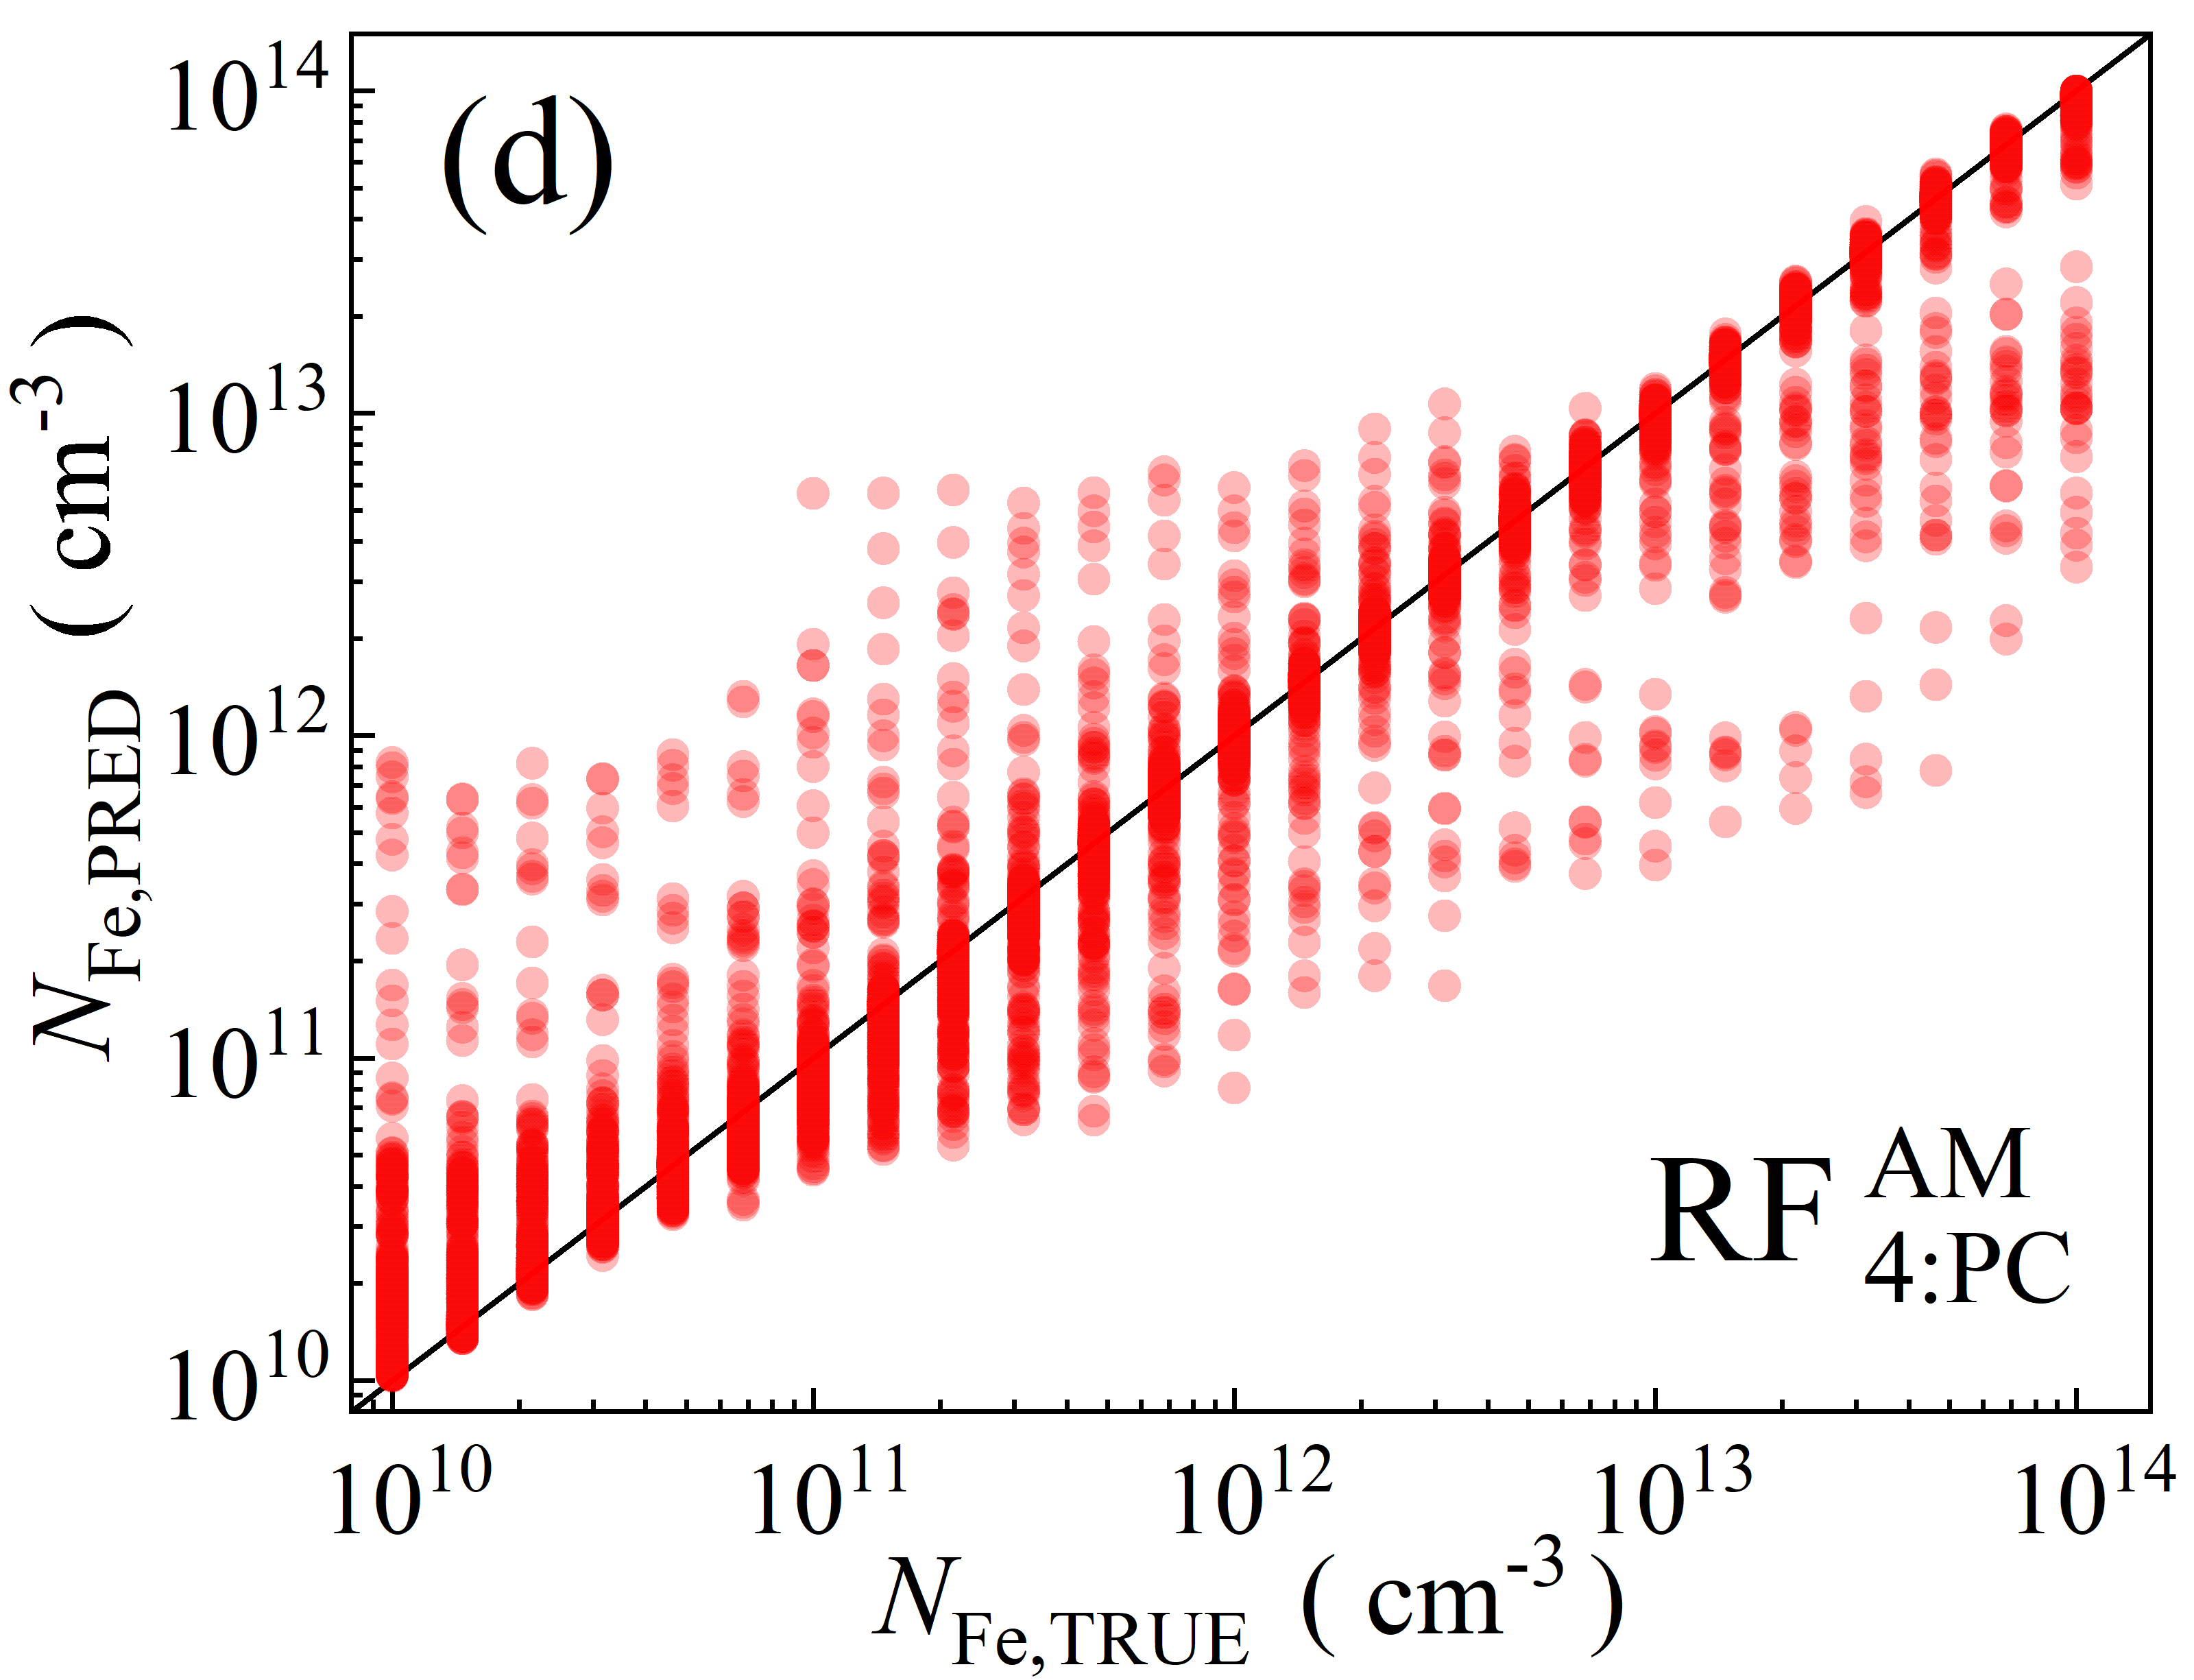 (d)
10^14
10^13
10^12
10^11
10^10
N_Fe,PRED ( cm^-3 )
RF AM
4:PC
10^10 10^11 10^12 10^13 10^14
N_Fe,TRUE ( cm^-3 )